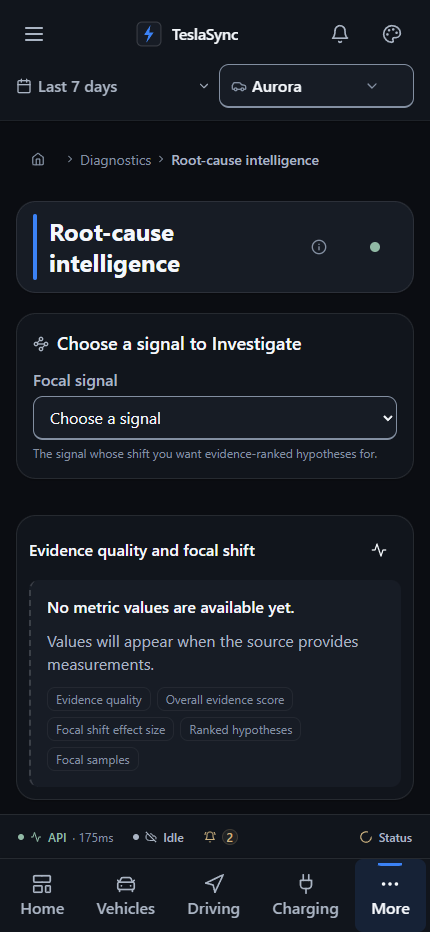 TeslaSync
Last 7 days
Aurora
Diagnostics
Root-cause intelligence
Root-cause
intelligence
Choose a signal to Investigate
Focal signal
Choose a signal
The signal whose shift you want evidence-ranked hypotheses for.
Evidence quality and focal shift
No metric values are available yet.
Values will appear when the source provides
measurements.
Evidence quality
Overall evidence score
Focal shift effect size
Ranked hypotheses
Focal samples
API · 175ms
Idle
2
Status
Home
Vehicles
Driving
Charging
More